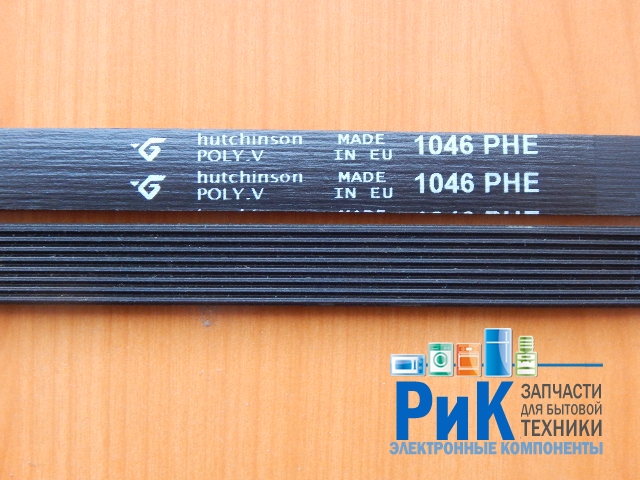 hutchinson MADE 1046 PHE
POLY.V IN EU
hutchinson MADE 1046 PHE
POLY.V IN EU
РиК
ЗАПЧАСТИ
ДЛЯ БЫТОВОЙ
ТЕХНИКИ
ЭЛЕКТРОННЫЕ КОМПОНЕНТЫ